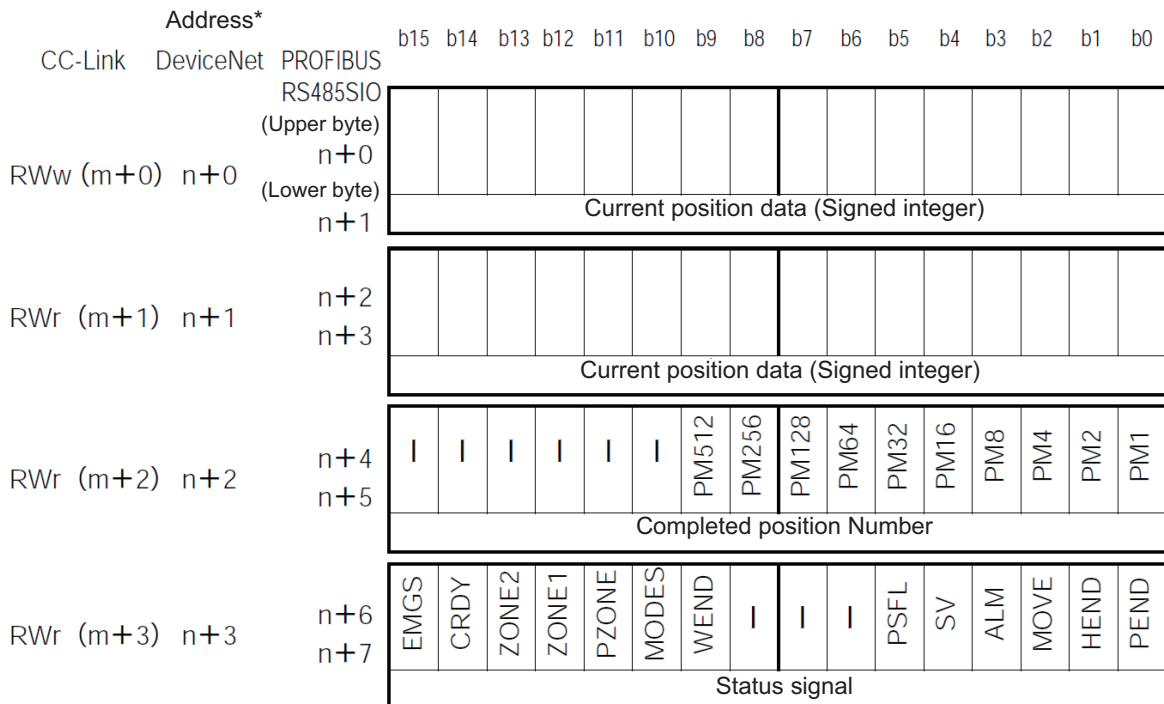 Address* b15 b14 b13 b12 b11 b10 b9 b8 b7 b6 b5 b4 b3 b2 b1 b0
CC-Link DeviceNet PROFIBUS
RS485SIO
(Upper byte)
n+0
RWw (m+0) n+0
(Lower byte)
n+1
Current position data (Signed integer)
n+2
RWr (m+1) n+1
n+3
Current position data (Signed integer)
n+4
RWr (m+2) n+2
n+5
— — — — — — PM512 PM256 PM128 PM64 PM32 PM16 PM8 PM4 PM2 PM1
Completed position Number
n+6
RWr (m+3) n+3
n+7
EMGS CRDY ZONE2 ZONE1 PZONE MODES WEND — — — PSFL SV ALM MOVE HEND PEND
Status signal